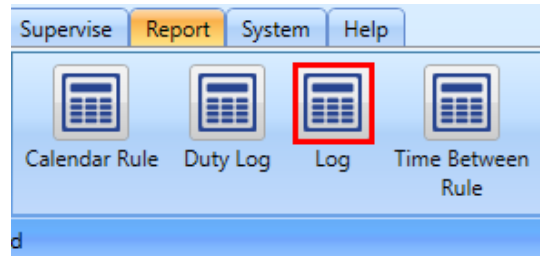 Supervise Report System Help
Calendar Rule Duty Log Log Time Between
Rule
d